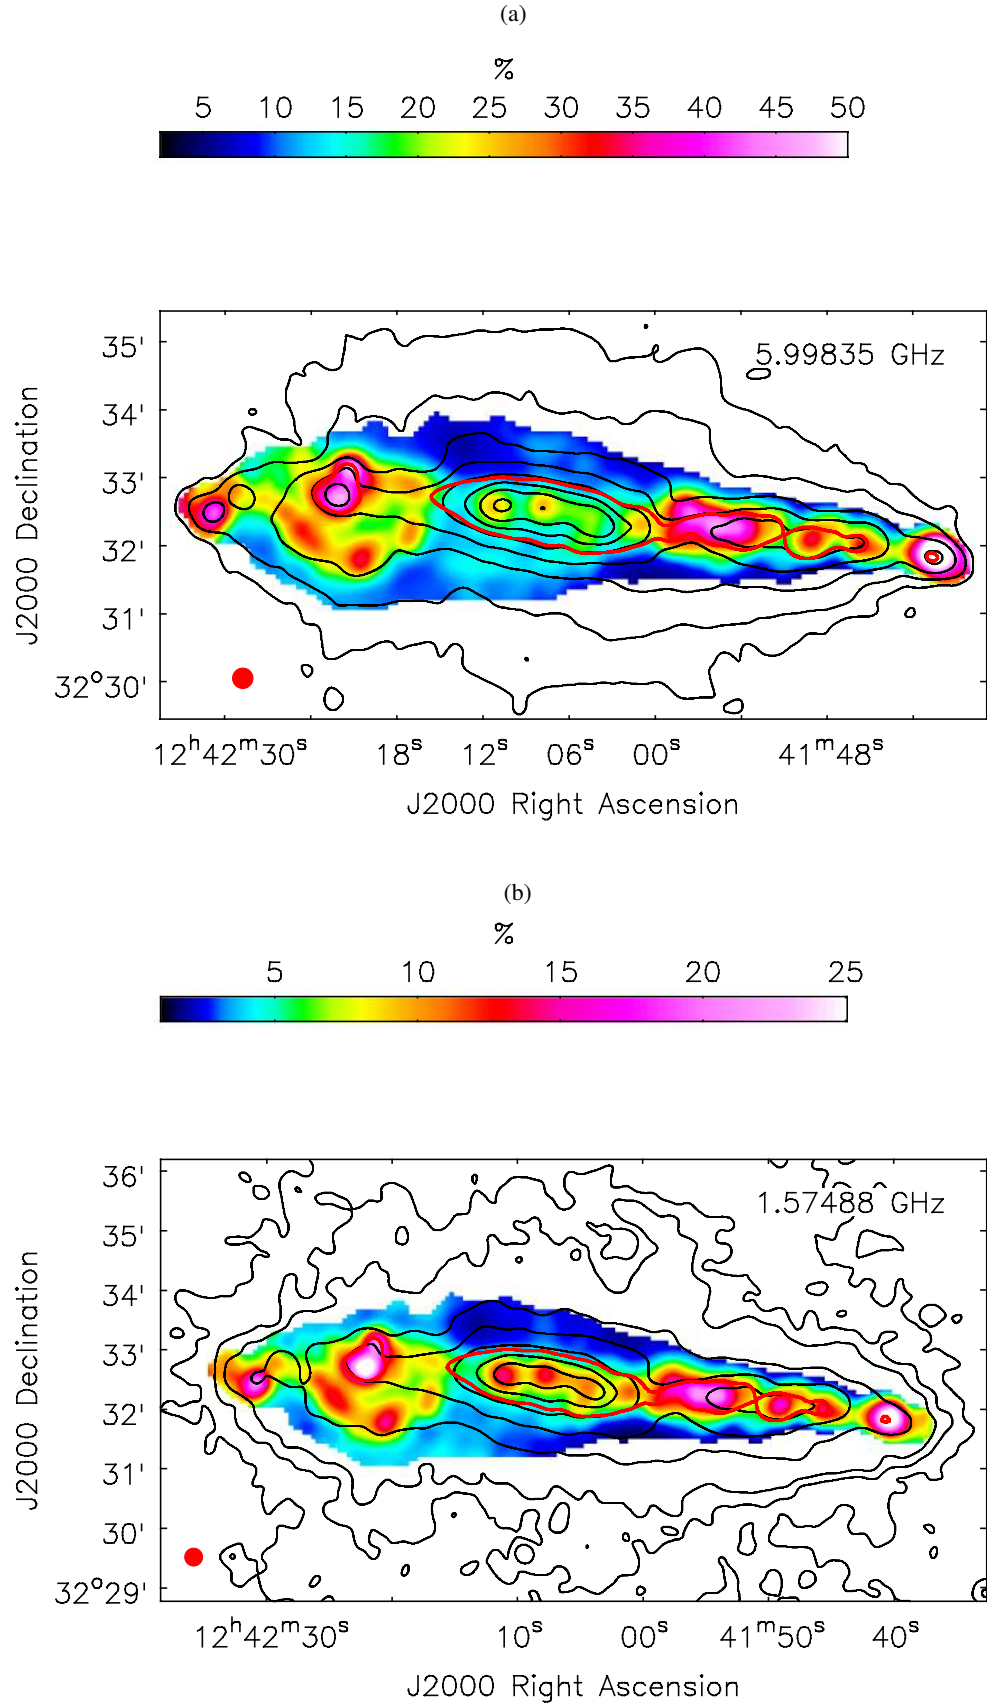 (a)
%
5 10 15 20 25 30 35 40 45 50
5.99835 GHz
35'
34'
33'
32'
31'
32°30'
J2000 Declination
12ʰ42ᵐ30ˢ 18ˢ 12ˢ 06ˢ 00ˢ 41ᵐ48ˢ
J2000 Right Ascension
(b)
%
5 10 15 20 25
1.57488 GHz
36'
35'
34'
33'
32'
31'
30'
32°29'
J2000 Declination
12ʰ42ᵐ30ˢ 10ˢ 00ˢ 41ᵐ50ˢ 40ˢ
J2000 Right Ascension